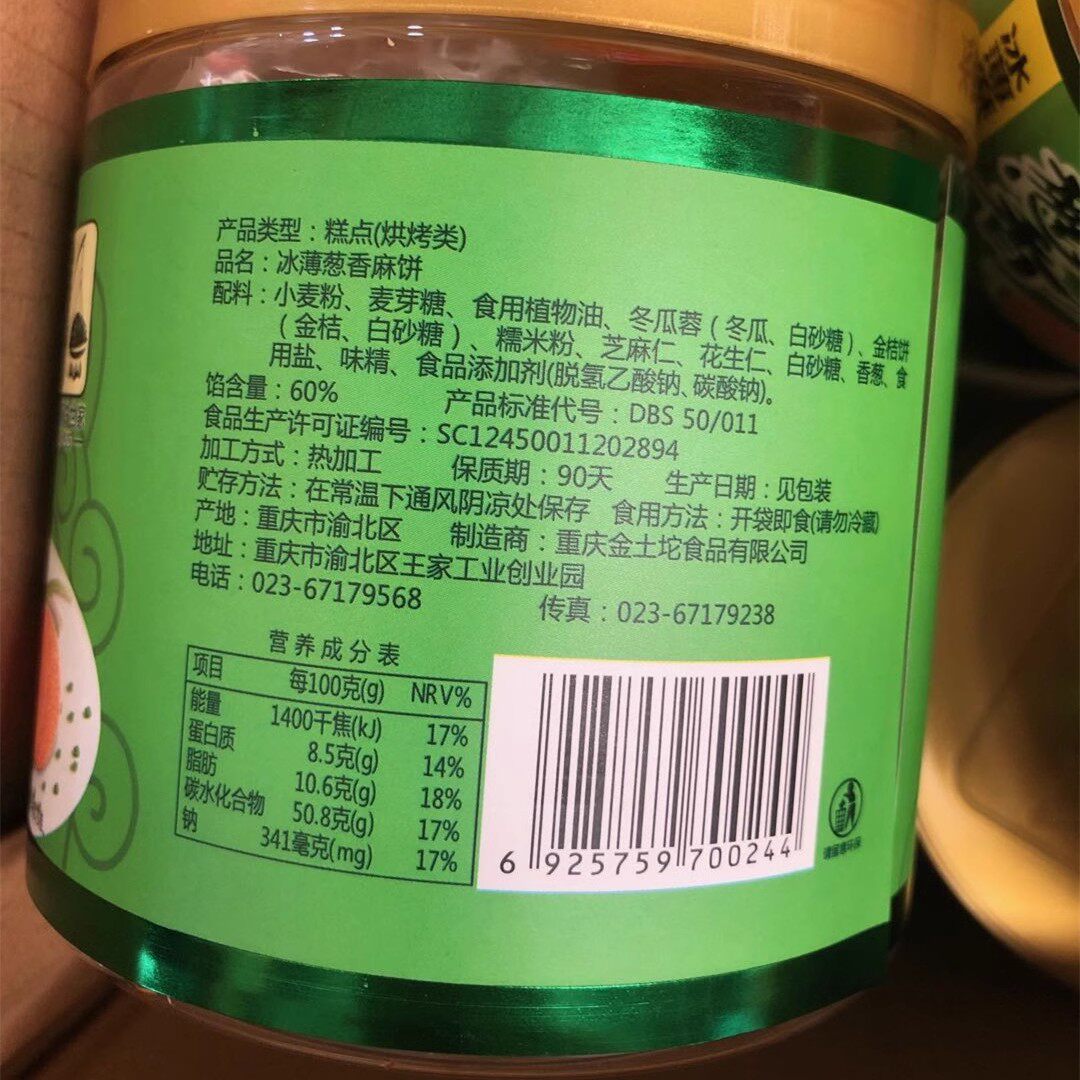 产品类型：糕点(烘烤类)
品名：冰薄葱香麻饼
配料：小麦粉、麦芽糖、食用植物油、冬瓜蓉（冬瓜、白砂糖）、金桔饼
（金桔、白砂糖）、糯米粉、芝麻仁、花生仁、白砂糖、香葱、食
用盐、味精、食品添加剂(脱氢乙酸钠、碳酸钠)。
馅含量：60% 产品标准代号：DBS 50/011
食品生产许可证编号：SC12450011202894
加工方式：热加工 保质期：90天 生产日期：见包装
贮存方法：在常温下通风阴凉处保存 食用方法：开袋即食(请勿冷藏)
产地：重庆市渝北区 制造商：重庆金土坨食品有限公司
地址：重庆市渝北区王家工业创业园
电话：023-67179568 传真：023-67179238
营养成分表
项目 每100克(g) NRV%
能量 1400千焦(kJ) 17%
蛋白质 8.5克(g) 14%
脂肪 10.6克(g) 18%
碳水化合物 50.8克(g) 17%
钠 341毫克(mg) 17%
6 925759 700244
冰